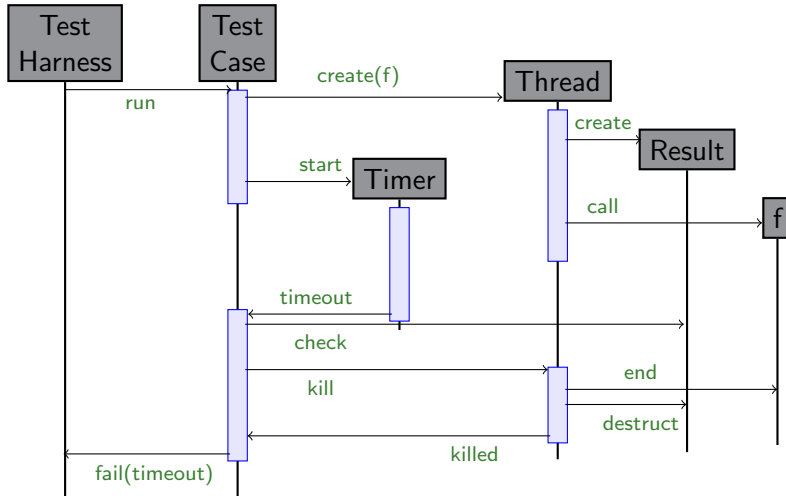 Test
Harness
Test
Case
create(f)
Thread
run
create
Result
start
Timer
call
f
timeout
check
kill
end
destruct
killed
fail(timeout)